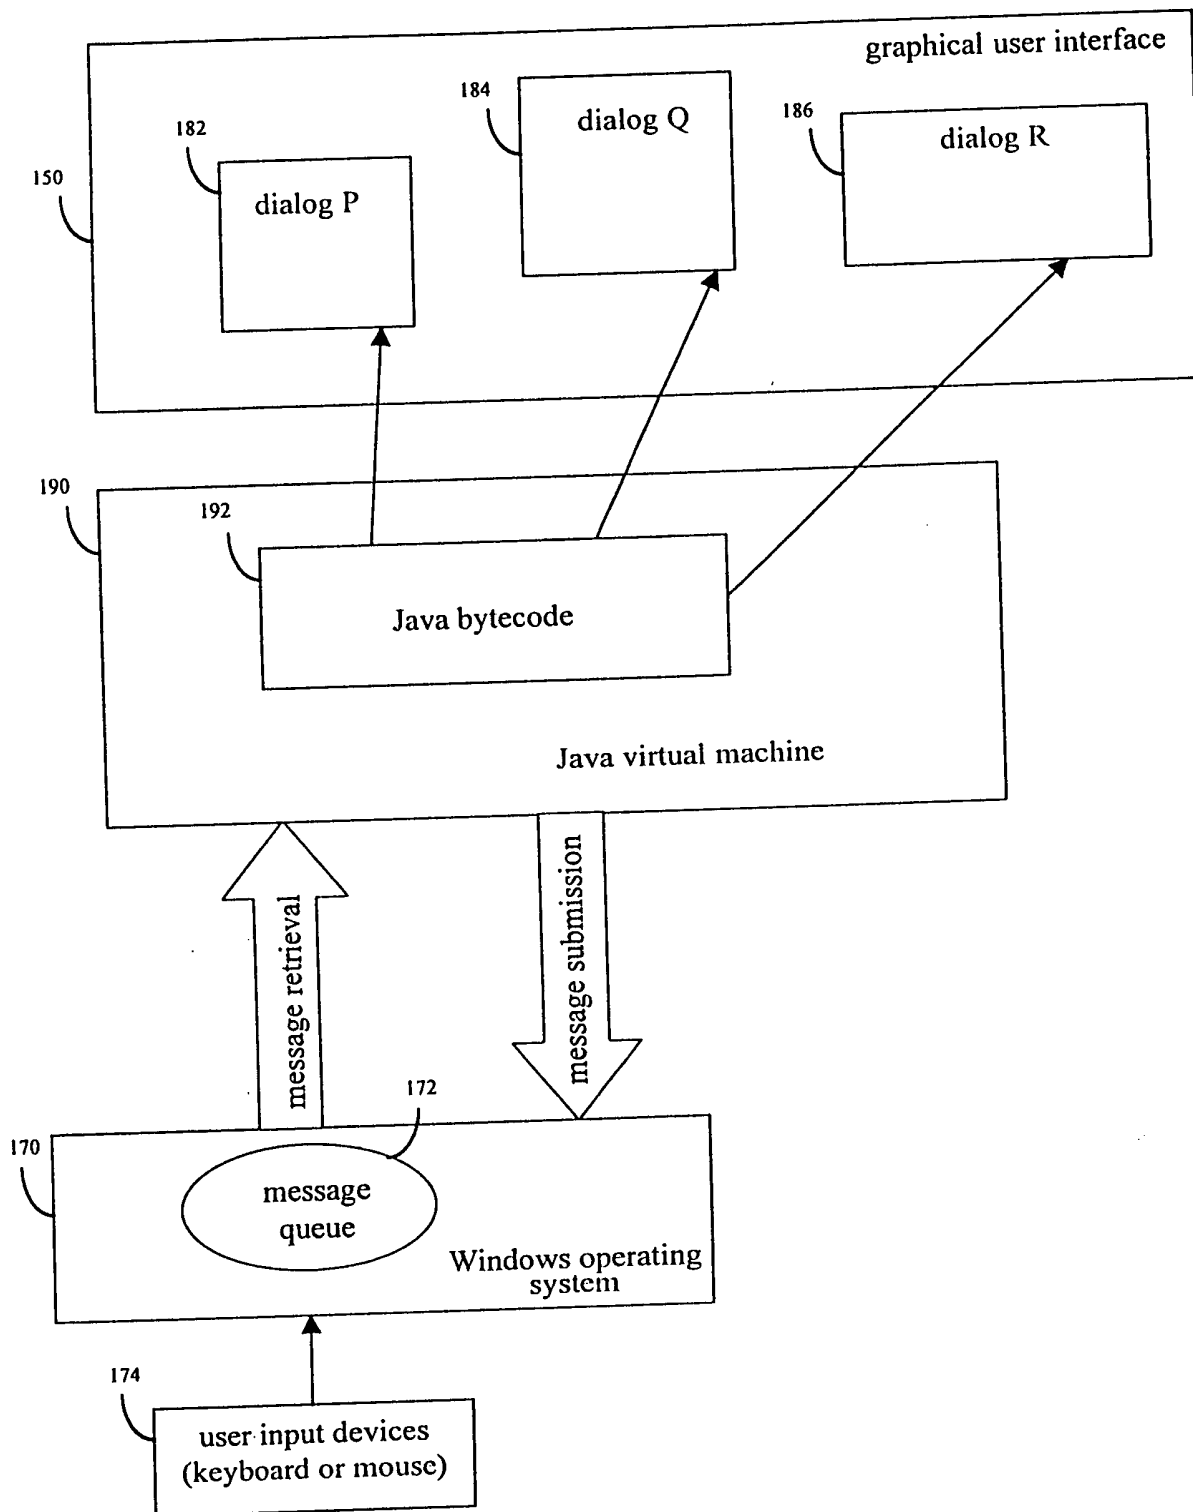 graphical user interface
150
182
dialog P
184
dialog Q
186
dialog R
190
192
Java bytecode
Java virtual machine
message retrieval
message submission
170
172
message
queue
Windows operating
system
174
user input devices
(keyboard or mouse)